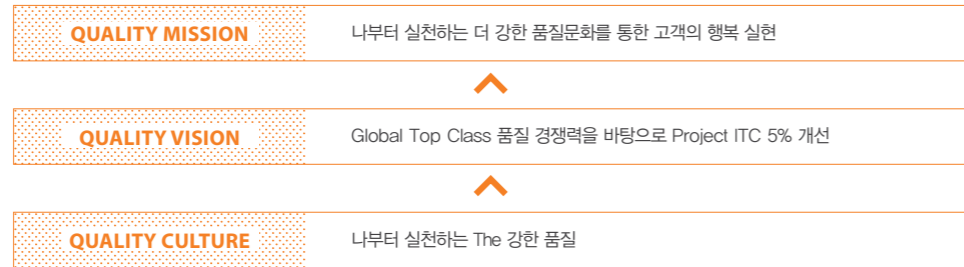 QUALITY MISSION 나부터 실천하는 더 강한 품질문화를 통한 고객의 행복 실현
QUALITY VISION Global Top Class 품질 경쟁력을 바탕으로 Project ITC 5% 개선
QUALITY CULTURE 나부터 실천하는 The 강한 품질